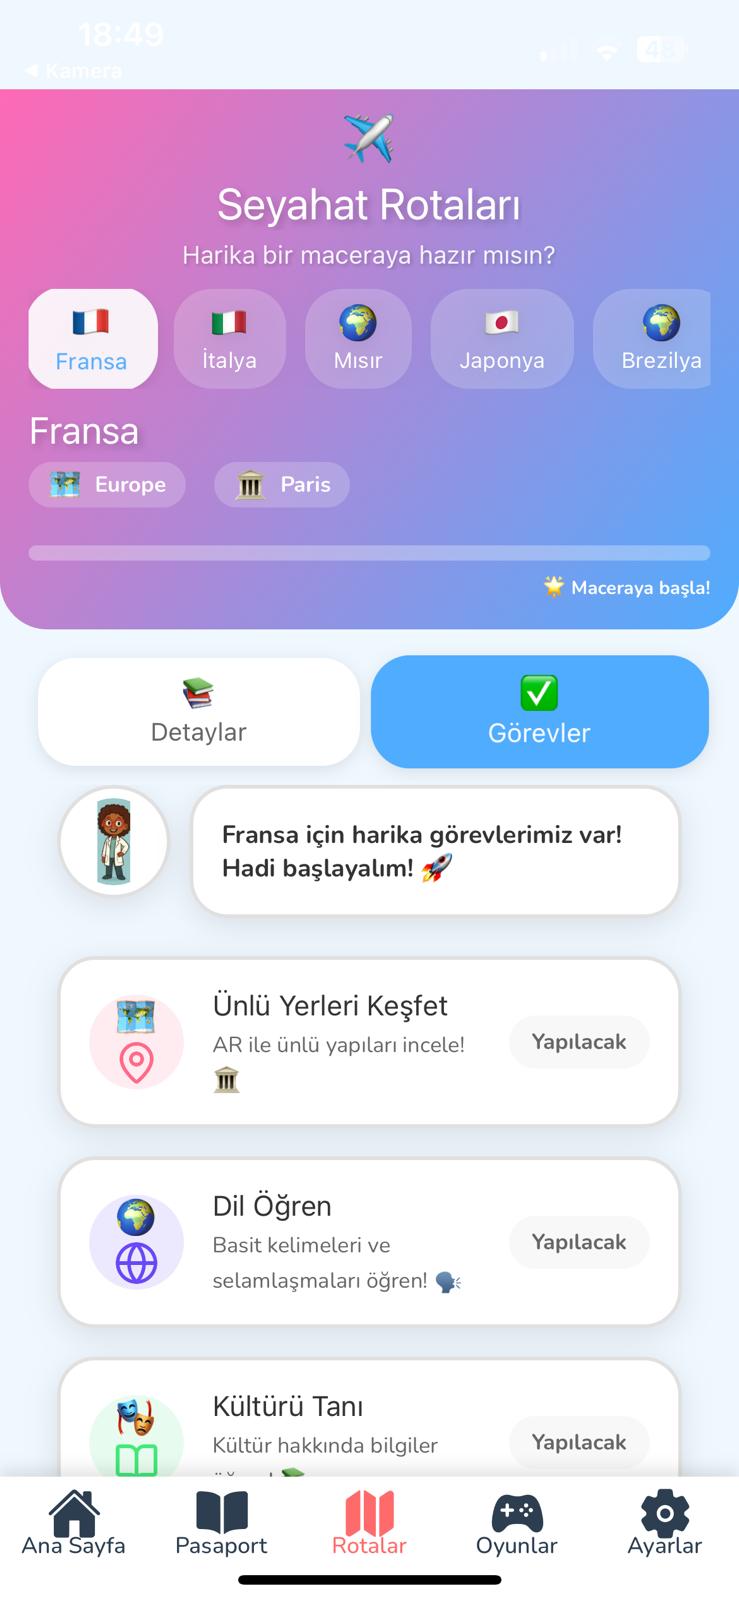 18:49
48
◀ Kamera
Seyahat Rotaları
Harika bir maceraya hazır mısın?
Fransa
İtalya
Mısır
Japonya
Brezilya
Fransa
Europe
Paris
🌟 Maceraya başla!
Detaylar
Görevler
Fransa için harika görevlerimiz var!
Hadi başlayalım! 🚀
Ünlü Yerleri Keşfet
AR ile ünlü yapıları incele!
🏛️
Yapılacak
Dil Öğren
Basit kelimeleri ve
selamlaşmaları öğren! 🗣️
Yapılacak
Kültürü Tanı
Kültür hakkında bilgiler
Yapılacak
Ana Sayfa
Pasaport
Rotalar
Oyunlar
Ayarlar